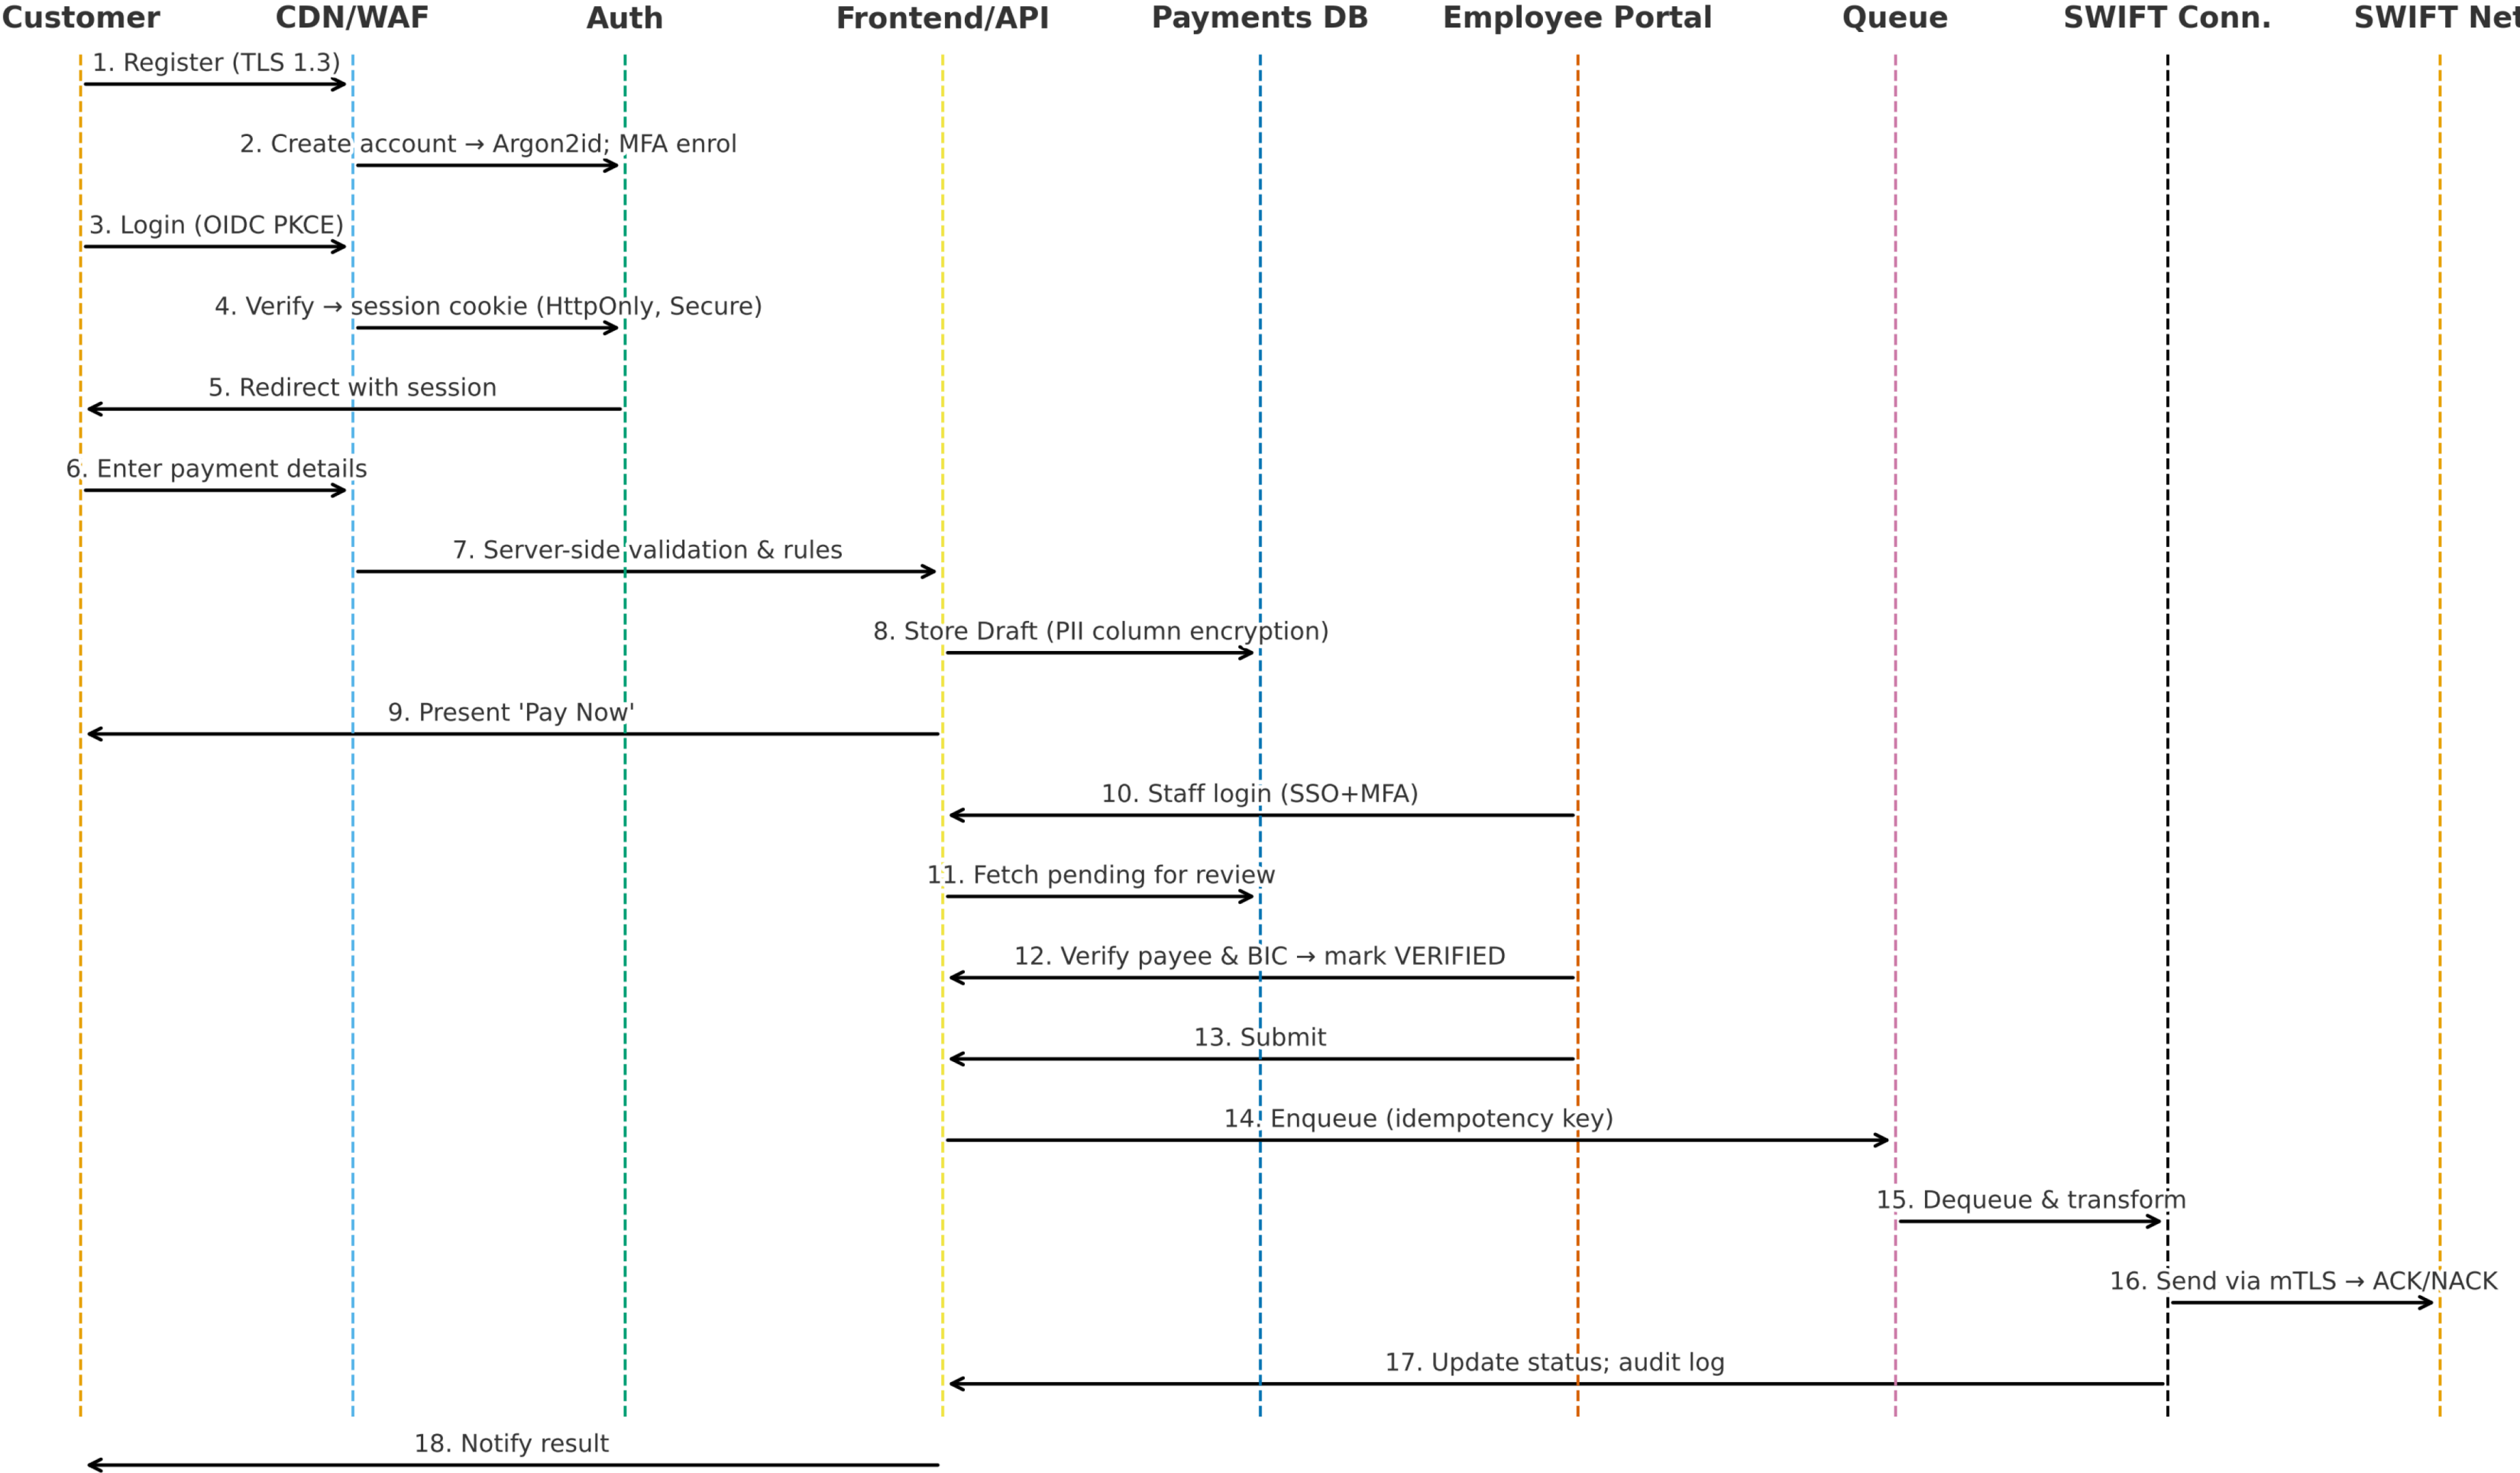 Customer CDN/WAF Auth Frontend/API Payments DB Employee Portal Queue SWIFT Conn. SWIFT Net
1. Register (TLS 1.3)
2. Create account → Argon2id; MFA enrol
3. Login (OIDC PKCE)
4. Verify → session cookie (HttpOnly, Secure)
5. Redirect with session
6. Enter payment details
7. Server-side validation & rules
8. Store Draft (PII column encryption)
9. Present 'Pay Now'
10. Staff login (SSO+MFA)
11. Fetch pending for review
12. Verify payee & BIC → mark VERIFIED
13. Submit
14. Enqueue (idempotency key)
15. Dequeue & transform
16. Send via mTLS → ACK/NACK
17. Update status; audit log
18. Notify result